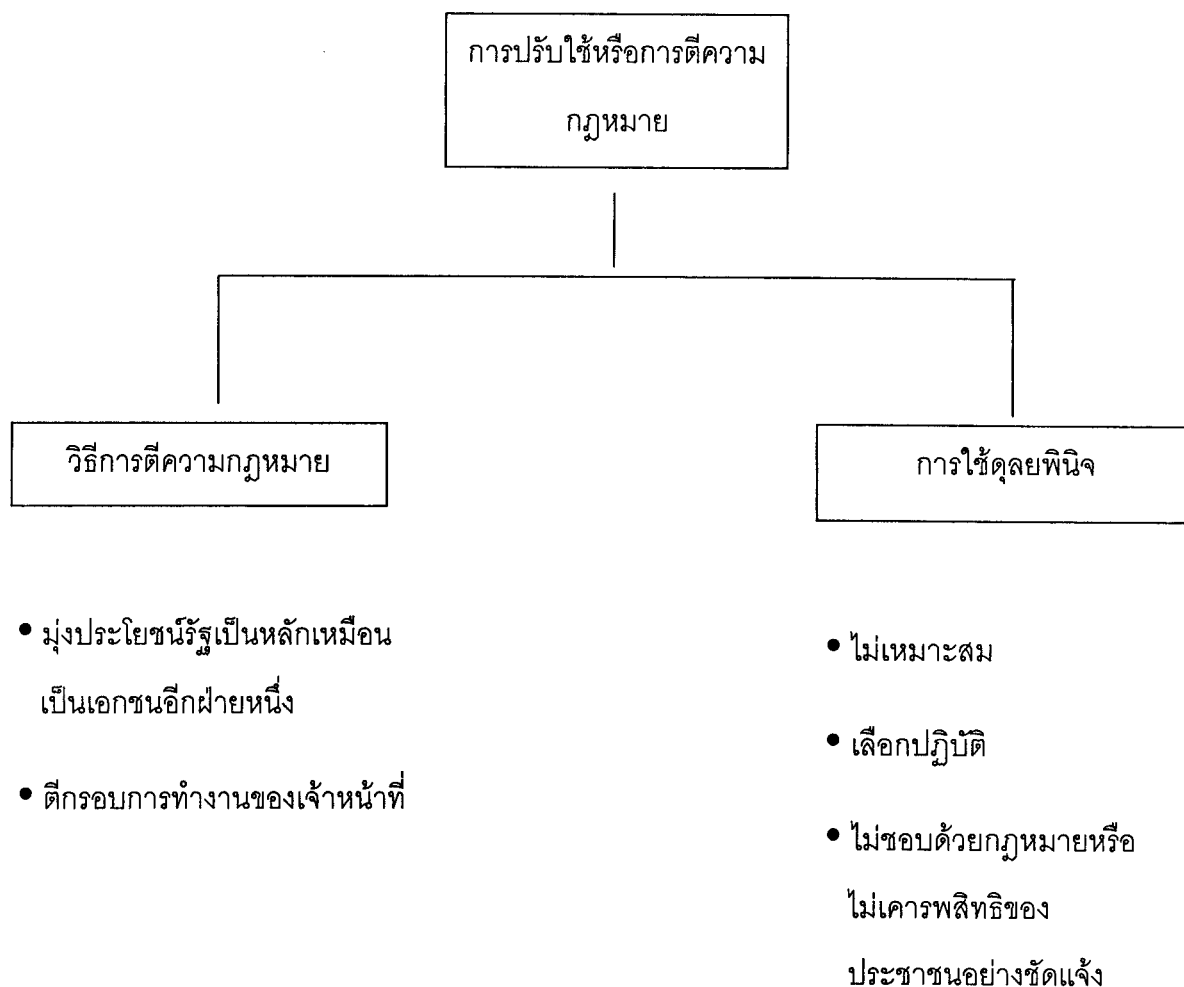 การปรับใช้หรือการตีความ
กฎหมาย
วิธีการตีความกฎหมาย
การใช้ดุลยพินิจ
• มุ่งประโยชน์รัฐเป็นหลักเหมือน
เป็นเอกชนอีกฝ่ายหนึ่ง
• ตีกรอบการทำงานของเจ้าหน้าที่
• ไม่เหมาะสม
• เลือกปฏิบัติ
• ไม่ชอบด้วยกฎหมายหรือ
ไม่เคารพสิทธิของ
ประชาชนอย่างชัดแจ้ง